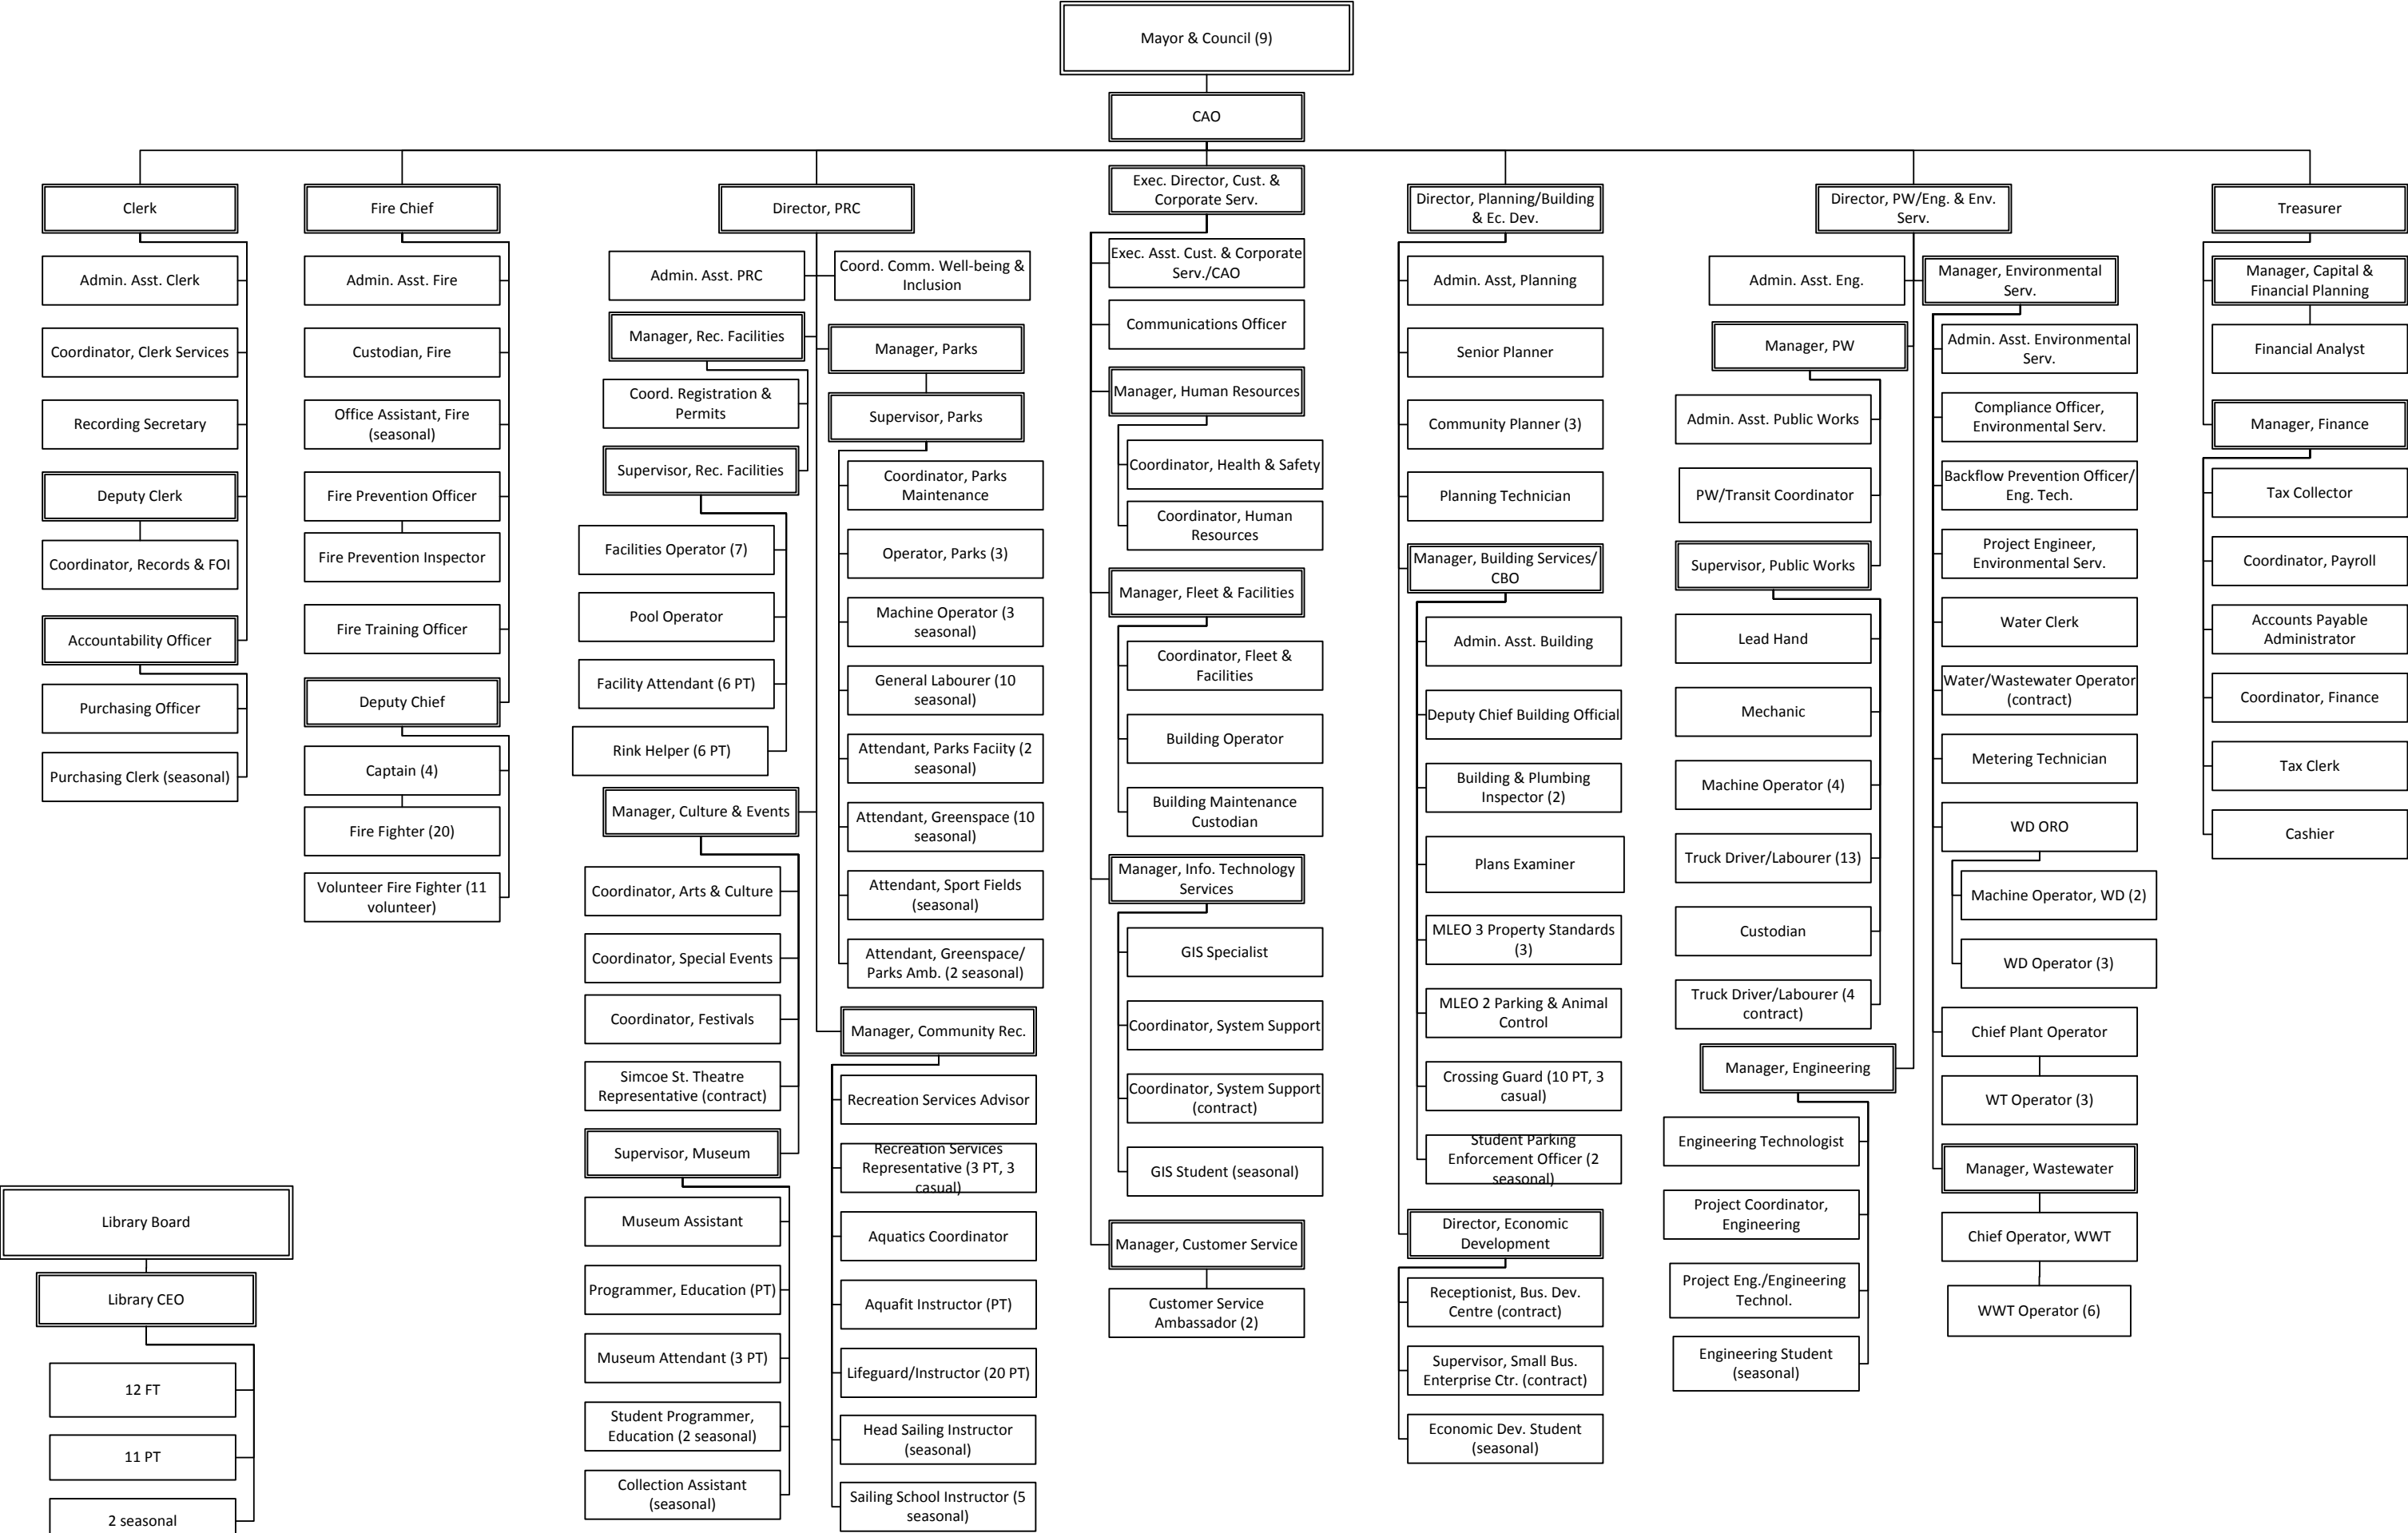 Mayor & Council (9)
CAO
Clerk
Admin. Asst. Clerk
Coordinator, Clerk Services
Recording Secretary
Deputy Clerk
Coordinator, Records & FOI
Accountability Officer
Purchasing Officer
Purchasing Clerk (seasonal)
Fire Chief
Admin. Asst. Fire
Custodian, Fire
Office Assistant, Fire
(seasonal)
Fire Prevention Officer
Fire Prevention Inspector
Fire Training Officer
Deputy Chief
Captain (4)
Fire Fighter (20)
Volunteer Fire Fighter (11
volunteer)
Director, PRC
Admin. Asst. PRC
Coord. Comm. Well-being &
Inclusion
Manager, Rec. Facilities
Coord. Registration &
Permits
Supervisor, Rec. Facilities
Facilities Operator (7)
Pool Operator
Facility Attendant (6 PT)
Rink Helper (6 PT)
Manager, Culture & Events
Coordinator, Arts & Culture
Coordinator, Special Events
Coordinator, Festivals
Simcoe St. Theatre
Representative (contract)
Supervisor, Museum
Museum Assistant
Programmer, Education (PT)
Museum Attendant (3 PT)
Student Programmer,
Education (2 seasonal)
Collection Assistant
(seasonal)
Manager, Parks
Supervisor, Parks
Coordinator, Parks
Maintenance
Operator, Parks (3)
Machine Operator (3
seasonal)
General Labourer (10
seasonal)
Attendant, Parks Faciity (2
seasonal)
Attendant, Greenspace (10
seasonal)
Attendant, Sport Fields
(seasonal)
Attendant, Greenspace/
Parks Amb. (2 seasonal)
Manager, Community Rec.
Recreation Services Advisor
Recreation Services
Representative (3 PT, 3
casual)
Aquatics Coordinator
Aquafit Instructor (PT)
Lifeguard/Instructor (20 PT)
Head Sailing Instructor
(seasonal)
Sailing School Instructor (5
seasonal)
Exec. Director, Cust. &
Corporate Serv.
Exec. Asst. Cust. & Corporate
Serv./CAO
Communications Officer
Manager, Human Resources
Coordinator, Health & Safety
Coordinator, Human
Resources
Manager, Fleet & Facilities
Coordinator, Fleet &
Facilities
Building Operator
Building Maintenance
Custodian
Manager, Info. Technology
Services
GIS Specialist
Coordinator, System Support
Coordinator, System Support
(contract)
GIS Student (seasonal)
Manager, Customer Service
Customer Service
Ambassador (2)
Director, Planning/Building
& Ec. Dev.
Admin. Asst, Planning
Senior Planner
Community Planner (3)
Planning Technician
Manager, Building Services/
CBO
Admin. Asst. Building
Deputy Chief Building Official
Building & Plumbing
Inspector (2)
Plans Examiner
MLEO 3 Property Standards
(3)
MLEO 2 Parking & Animal
Control
Crossing Guard (10 PT, 3
casual)
Student Parking
Enforcement Officer (2
seasonal)
Director, Economic
Development
Receptionist, Bus. Dev.
Centre (contract)
Supervisor, Small Bus.
Enterprise Ctr. (contract)
Economic Dev. Student
(seasonal)
Director, PW/Eng. & Env.
Serv.
Admin. Asst. Eng.
Manager, PW
Admin. Asst. Public Works
PW/Transit Coordinator
Supervisor, Public Works
Lead Hand
Mechanic
Machine Operator (4)
Truck Driver/Labourer (13)
Custodian
Truck Driver/Labourer (4
contract)
Manager, Engineering
Engineering Technologist
Project Coordinator,
Engineering
Project Eng./Engineering
Technol.
Engineering Student
(seasonal)
Manager, Environmental
Serv.
Admin. Asst. Environmental
Serv.
Compliance Officer,
Environmental Serv.
Backflow Prevention Officer/
Eng. Tech.
Project Engineer,
Environmental Serv.
Water Clerk
Water/Wastewater Operator
(contract)
Metering Technician
WD ORO
Machine Operator, WD (2)
WD Operator (3)
Chief Plant Operator
WT Operator (3)
Manager, Wastewater
Chief Operator, WWT
WWT Operator (6)
Treasurer
Manager, Capital &
Financial Planning
Financial Analyst
Manager, Finance
Tax Collector
Coordinator, Payroll
Accounts Payable
Administrator
Coordinator, Finance
Tax Clerk
Cashier
Library Board
Library CEO
12 FT
11 PT
2 seasonal